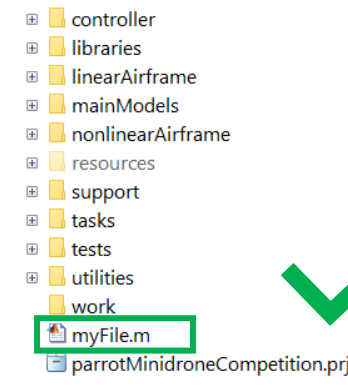 controller
libraries
linearAirframe
mainModels
nonlinearAirframe
resources
support
tasks
tests
utilities
work
myFile.m
parrotMinidroneCompetition.prj